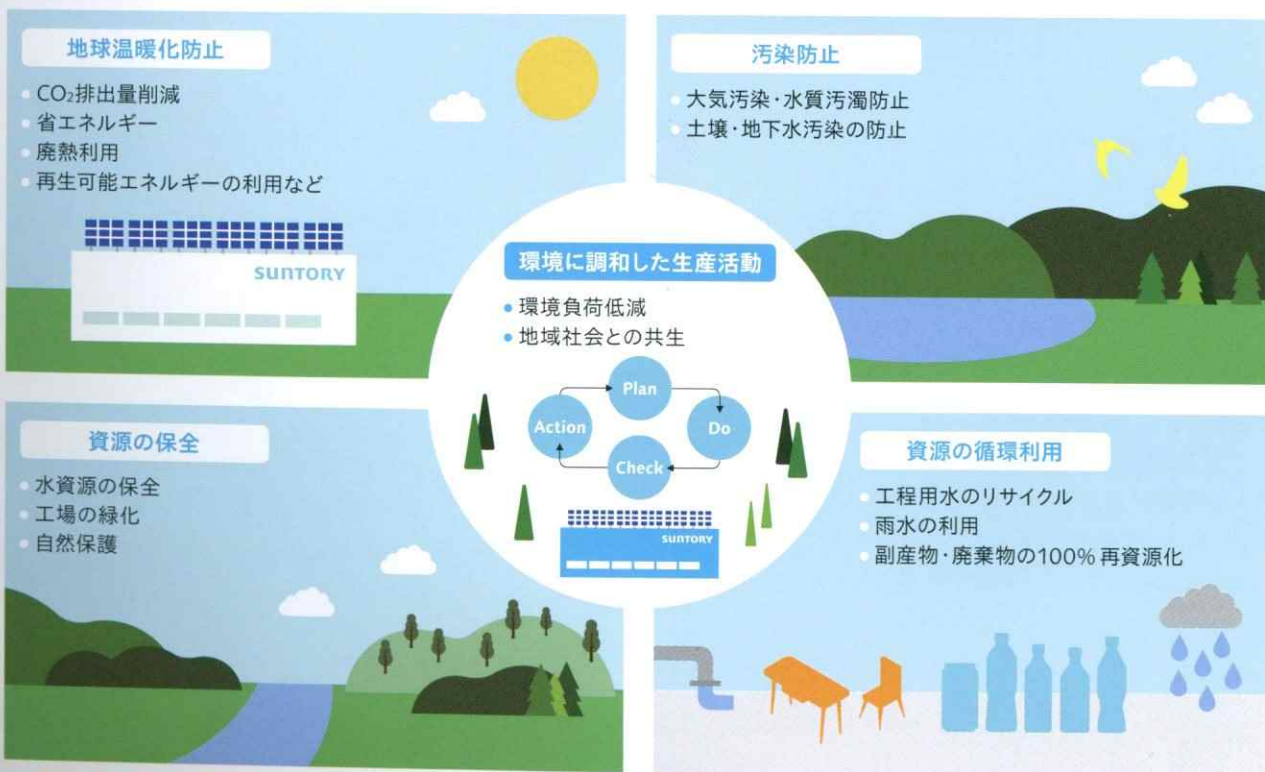 地球温暖化防止
CO₂排出量削減
省エネルギー
廃熱利用
再生可能エネルギーの利用など
SUNTORY
汚染防止
大気汚染・水質汚濁防止
土壌・地下水汚染の防止
環境に調和した生産活動
環境負荷低減
地域社会との共生
Plan
Do
Check
Action
SUNTORY
資源の保全
水資源の保全
工場の緑化
自然保護
資源の循環利用
工程用水のリサイクル
雨水の利用
副産物・廃棄物の100%再資源化